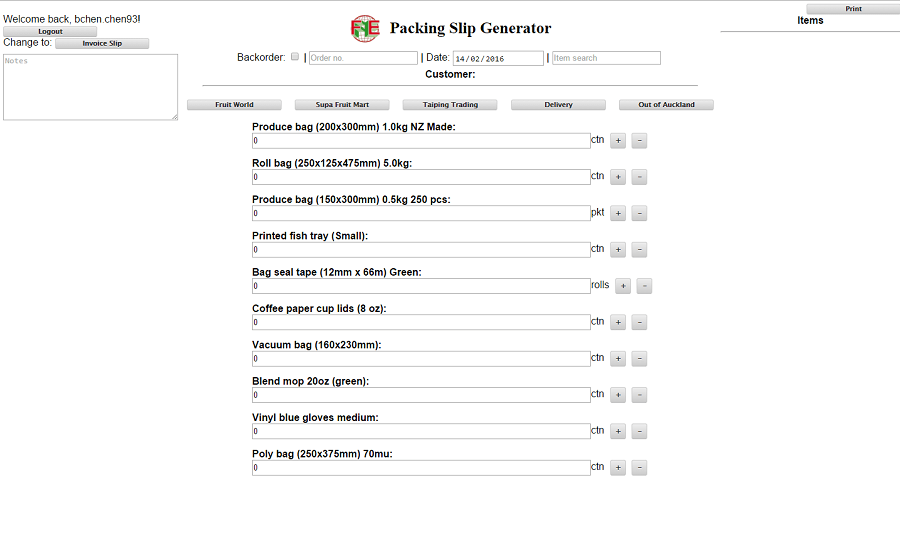 Welcome back, bchen.chen93!
Logout
Change to: Invoice Slip
Notes
FIE Packing Slip Generator
Backorder: | Order no. | Date: 14/02/2016 | Item search
Customer:
Fruit World Supa Fruit Mart Taiping Trading Delivery Out of Auckland
Produce bag (200x300mm) 1.0kg NZ Made:
0 ctn + -
Roll bag (250x125x475mm) 5.0kg:
0 ctn + -
Produce bag (150x300mm) 0.5kg 250 pcs:
0 pkt + -
Printed fish tray (Small):
0 ctn + -
Bag seal tape (12mm x 66m) Green:
0 rolls + -
Coffee paper cup lids (8 oz):
0 ctn + -
Vacuum bag (160x230mm):
0 ctn + -
Blend mop 20oz (green):
0 ctn + -
Vinyl blue gloves medium:
0 ctn + -
Poly bag (250x375mm) 70mu:
0 ctn + -
Print
Items